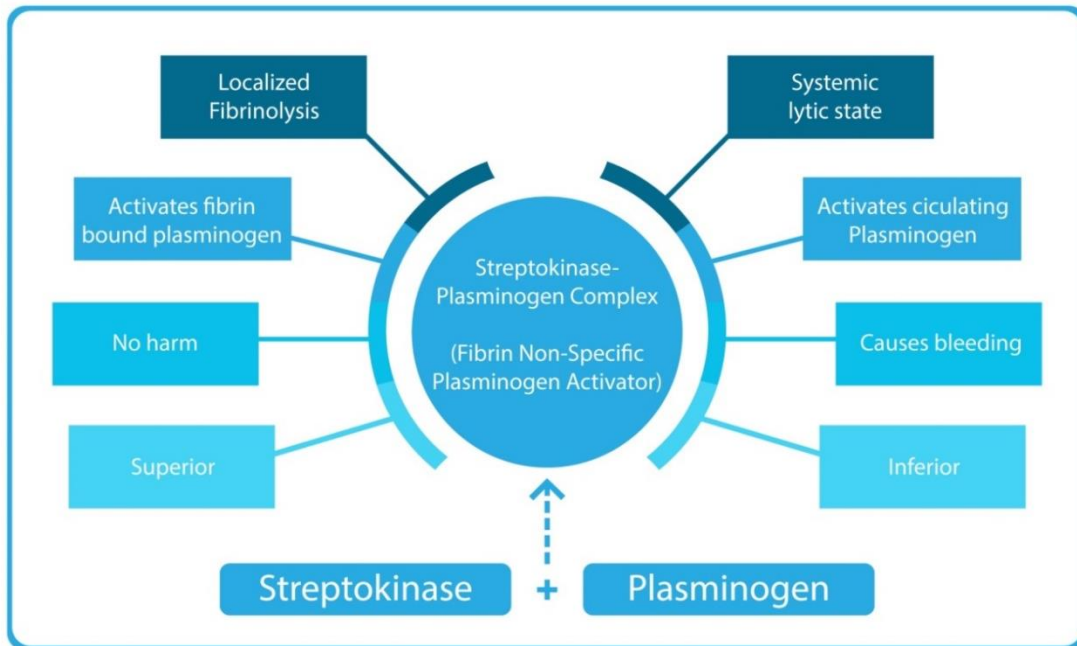 Localized
Fibrinolysis
Systemic
lytic state
Activates fibrin
bound plasminogen
Activates ciculating
Plasminogen
Streptokinase-
Plasminogen Complex
(Fibrin Non-Specific
Plasminogen Activator)
No harm
Causes bleeding
Superior
Inferior
Streptokinase + Plasminogen